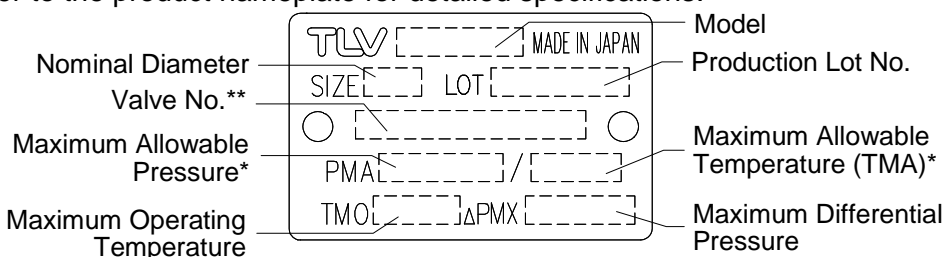 er to the product nameplate for detailed specifications.
TLV MADE IN JAPAN
Model
Nominal Diameter
SIZE LOT
Production Lot No.
Valve No.**
Maximum Allowable
Pressure*
PMA /
Maximum Allowable
Temperature (TMA)*
Maximum Operating
Temperature
TMO ΔPMX
Maximum Differential
Pressure